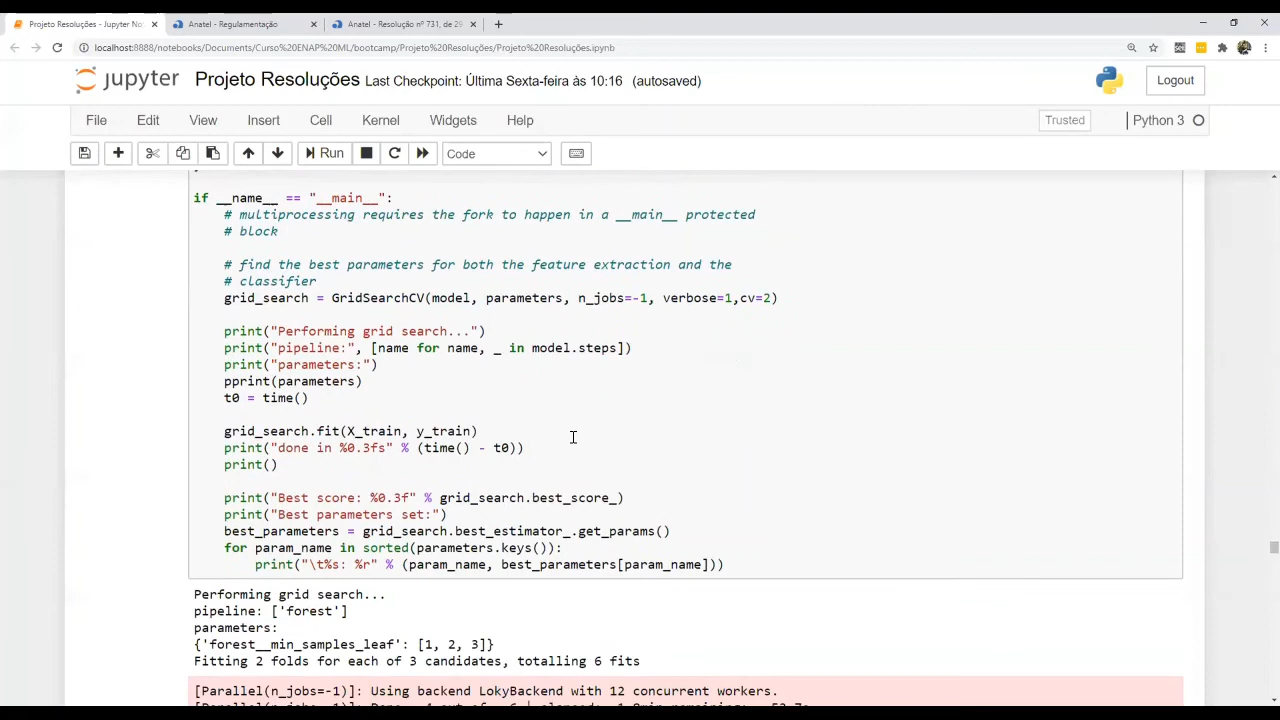 Projeto Resoluções - Jupyter No
Anatel - Regulamentação
Anatel - Resolução nº 731, de 29
localhost:8888/notebooks/Documents/Curso%20ENAP%20ML/bootcamp/Projeto%20Resoluções/Projeto%20Resoluções.ipynb
jupyter Projeto Resoluções Last Checkpoint: Última Sexta-feira às 10:16 (autosaved)
Logout
File Edit View Insert Cell Kernel Widgets Help
Trusted
Python 3
Run
Code
if __name__ == "__main__":
# multiprocessing requires the fork to happen in a __main__ protected
# block
# find the best parameters for both the feature extraction and the
# classifier
grid_search = GridSearchCV(model, parameters, n_jobs=-1, verbose=1,cv=2)
print("Performing grid search...")
print("pipeline:", [name for name, _ in model.steps])
print("parameters:")
pprint(parameters)
t0 = time()
grid_search.fit(X_train, y_train)
print("done in %0.3fs" % (time() - t0))
print()
print("Best score: %0.3f" % grid_search.best_score_)
print("Best parameters set:")
best_parameters = grid_search.best_estimator_.get_params()
for param_name in sorted(parameters.keys()):
print("\t%s: %r" % (param_name, best_parameters[param_name]))
Performing grid search...
pipeline: ['forest']
parameters:
{'forest__min_samples_leaf': [1, 2, 3]}
Fitting 2 folds for each of 3 candidates, totalling 6 fits
[Parallel(n_jobs=-1)]: Using backend LokyBackend with 12 concurrent workers.